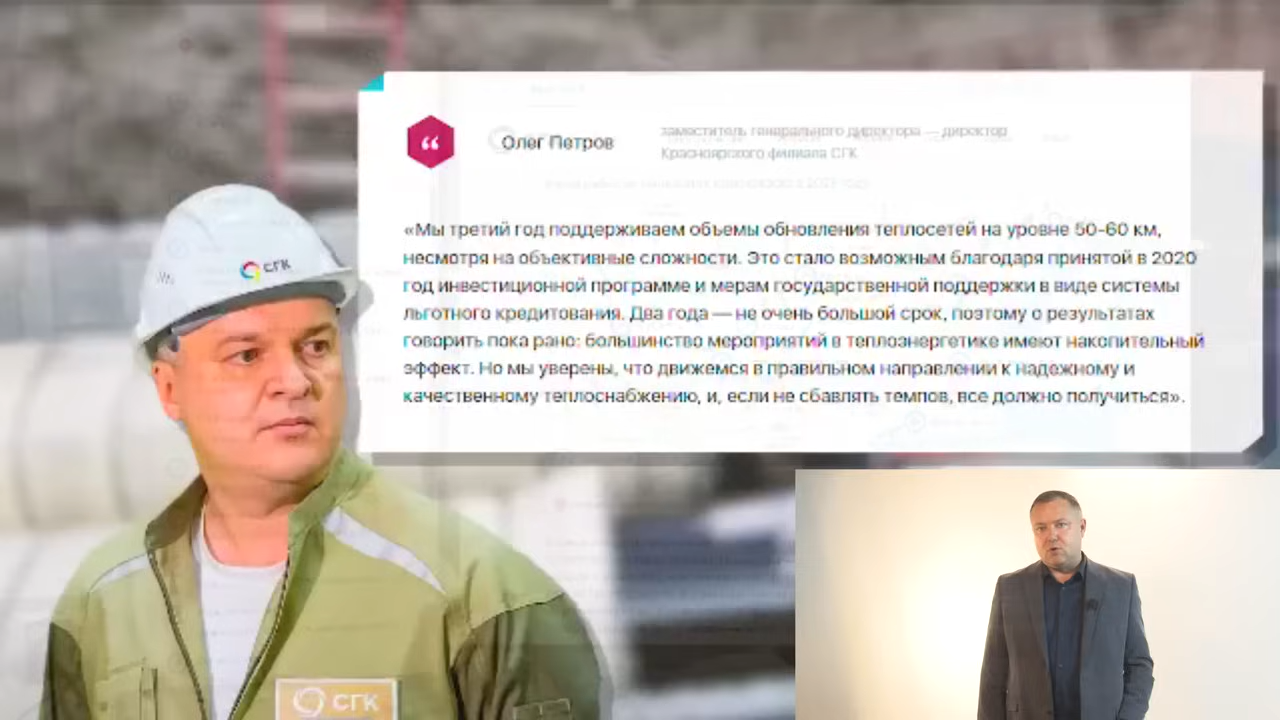 СГК
Олег Петров
заместитель генерального директора — директор
Красноярского филиала СГК
«Мы третий год поддерживаем объемы обновления теплосетей на уровне 50-60 км,
несмотря на объективные сложности. Это стало возможным благодаря принятой в 2020
год инвестиционной программе и мерам государственной поддержки в виде системы
льготного кредитования. Два года — не очень большой срок, поэтому о результатах
говорить пока рано: большинство мероприятий в теплоэнергетике имеют накопительный
эффект. Но мы уверены, что движемся в правильном направлении к надежному и
качественному теплоснабжению, и, если не сбавлять темпов, все должно получиться».
СГК